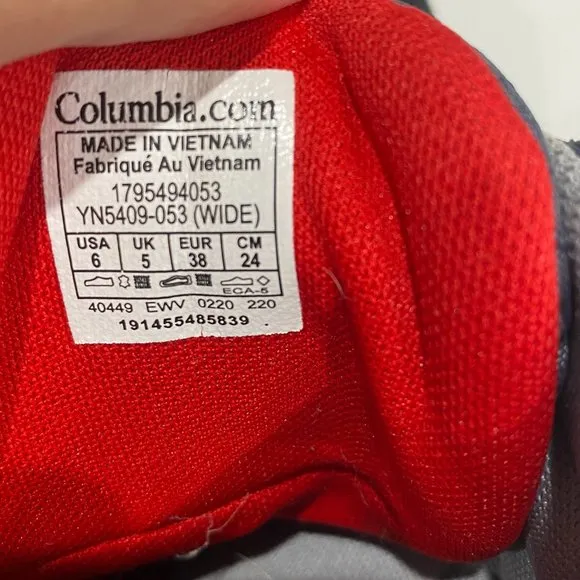 Columbia.com
MADE IN VIETNAM
Fabriqué Au Vietnam
1795494053
YN5409-053 (WIDE)
USA UK EUR CM
6 5 38 24
ECA-5
40449 EWV 0220 220
191455485839